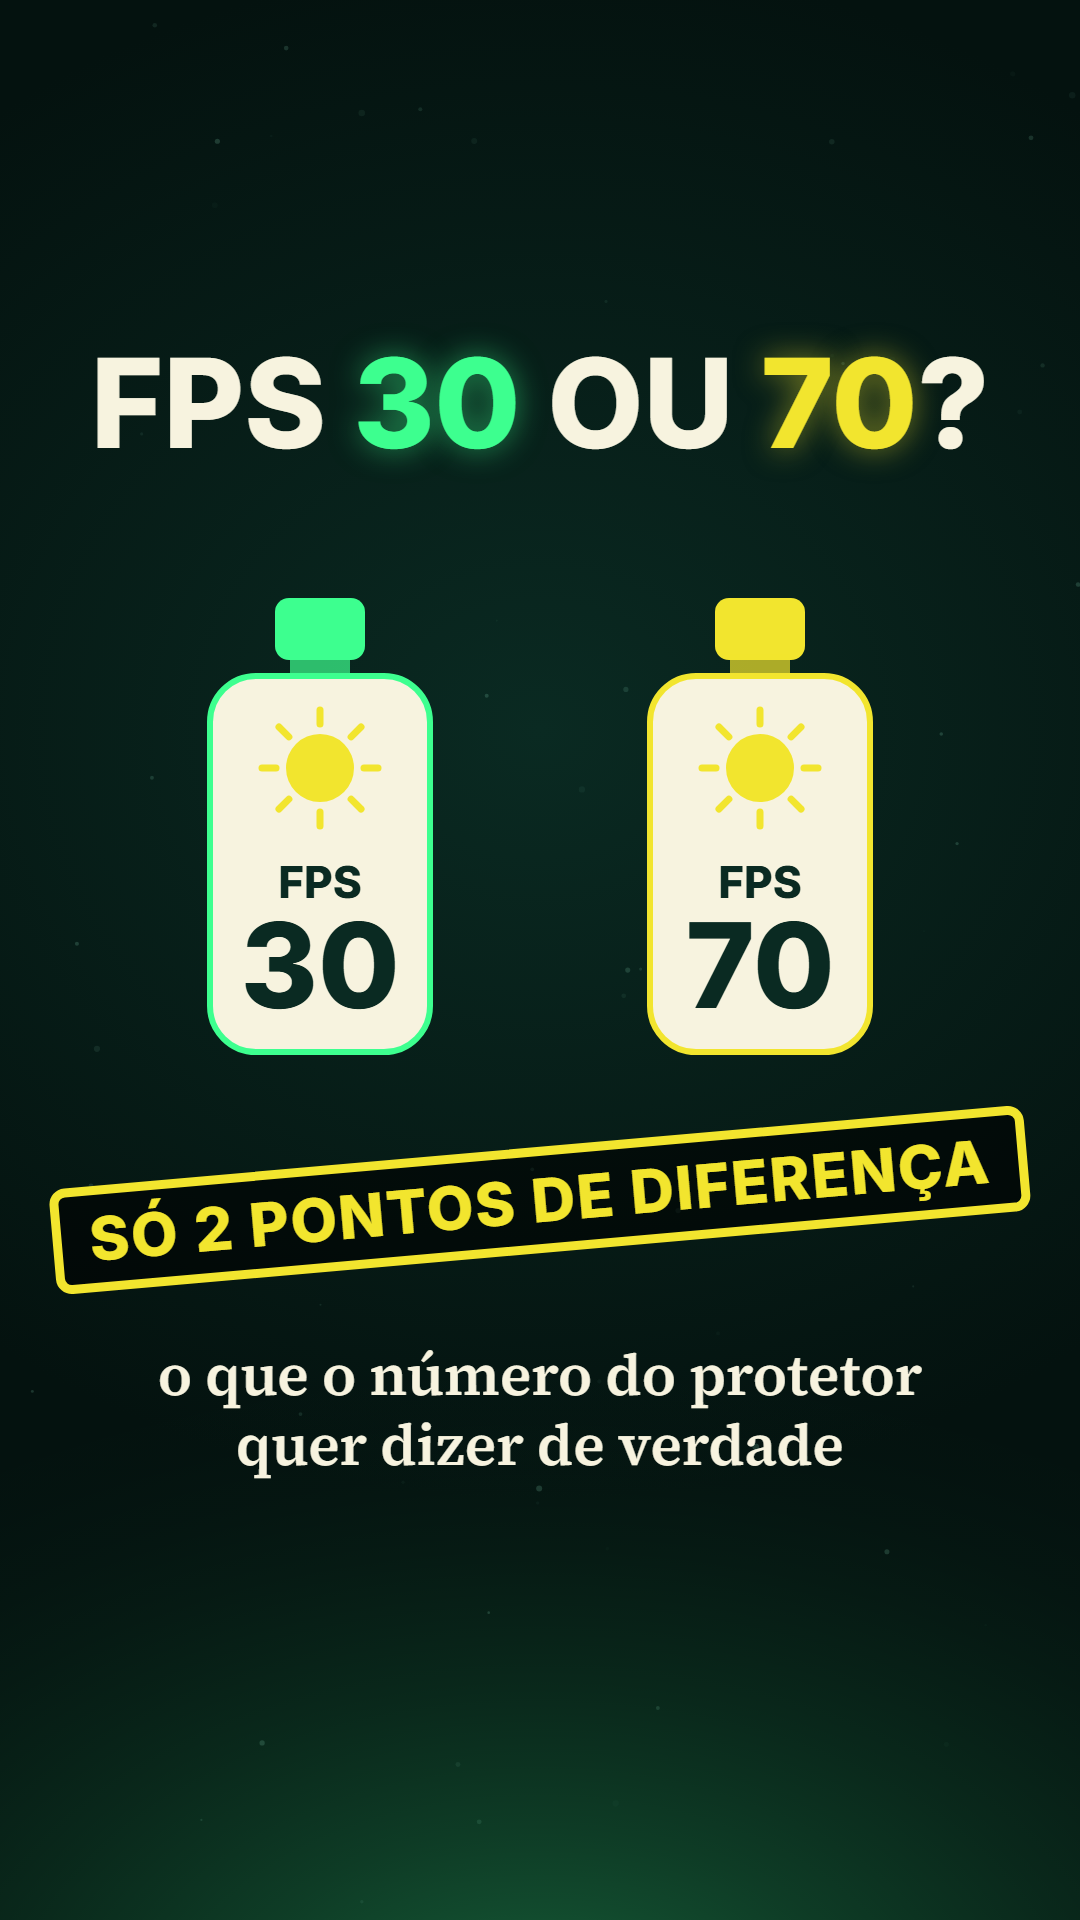 FPS 30 OU 70?
FPS
30
FPS
70
SÓ 2 PONTOS DE DIFERENÇA
o que o número do protetor
quer dizer de verdade